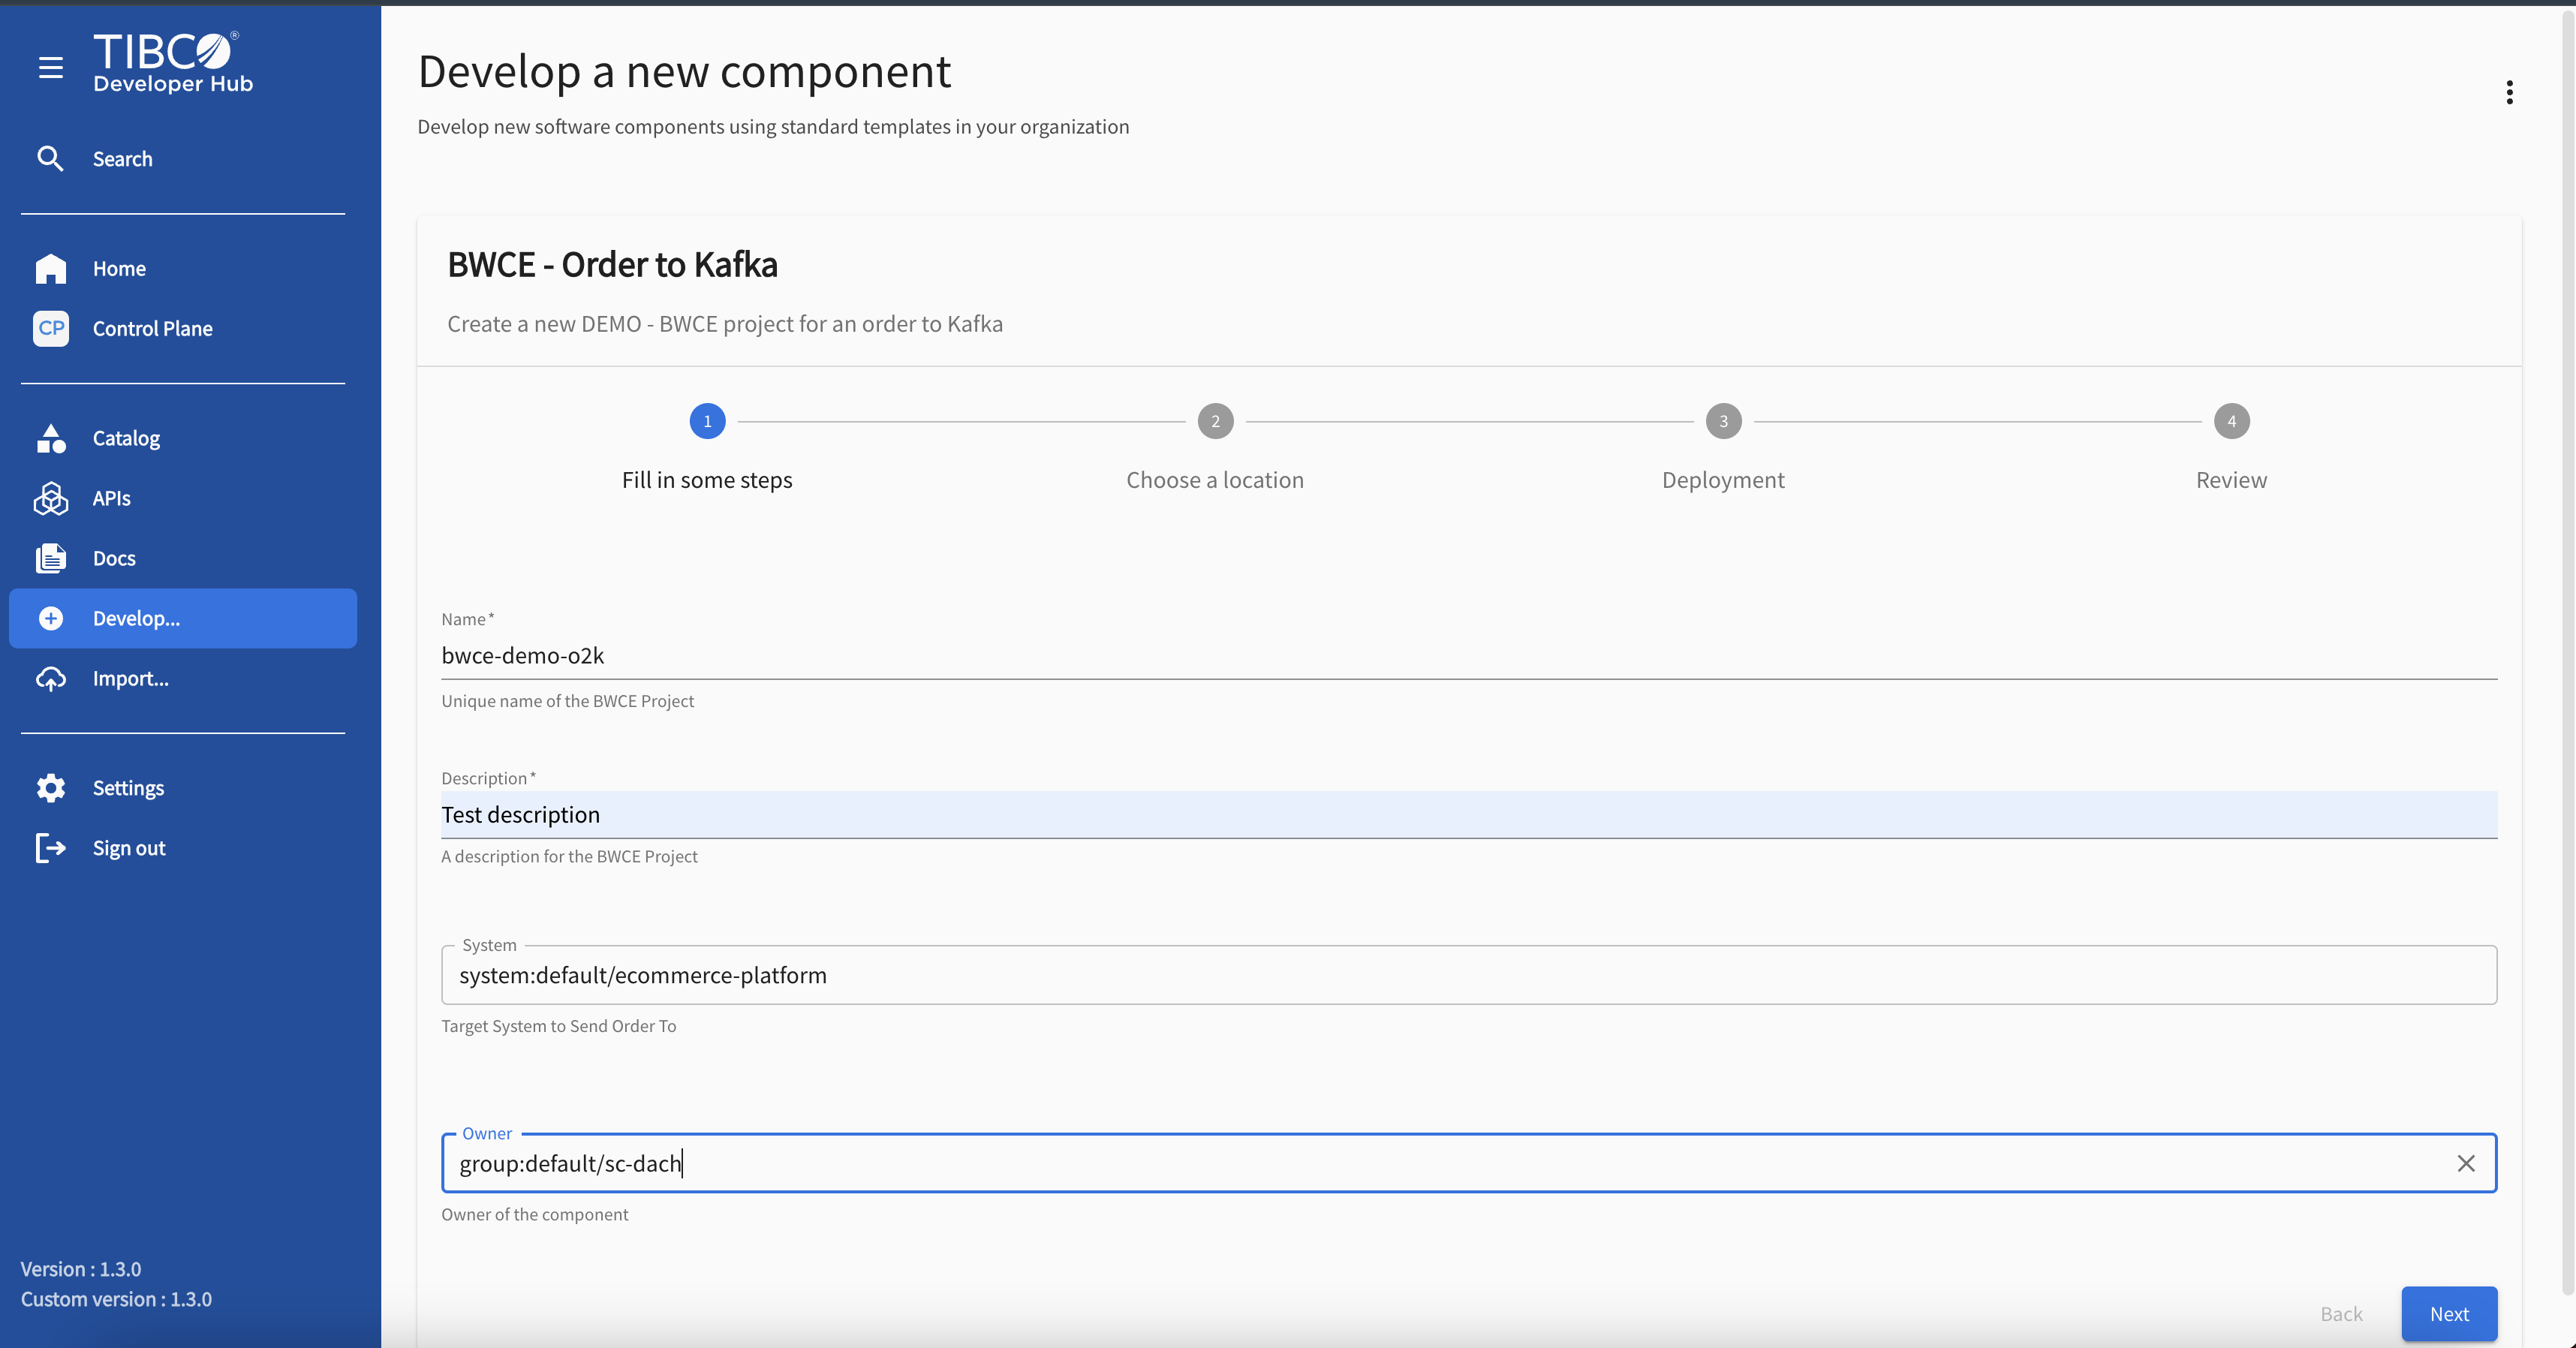 TIBCO®
Developer Hub
Search
Home
CP Control Plane
Catalog
APIs
Docs
Develop...
Import...
Settings
Sign out
Version : 1.3.0
Custom version : 1.3.0
Develop a new component
Develop new software components using standard templates in your organization
BWCE - Order to Kafka
Create a new DEMO - BWCE project for an order to Kafka
1 2 3 4
Fill in some steps Choose a location Deployment Review
Name*
bwce-demo-o2k
Unique name of the BWCE Project
Description*
Test description
A description for the BWCE Project
System
system:default/ecommerce-platform
Target System to Send Order To
Owner
group:default/sc-dach
Owner of the component
Back Next